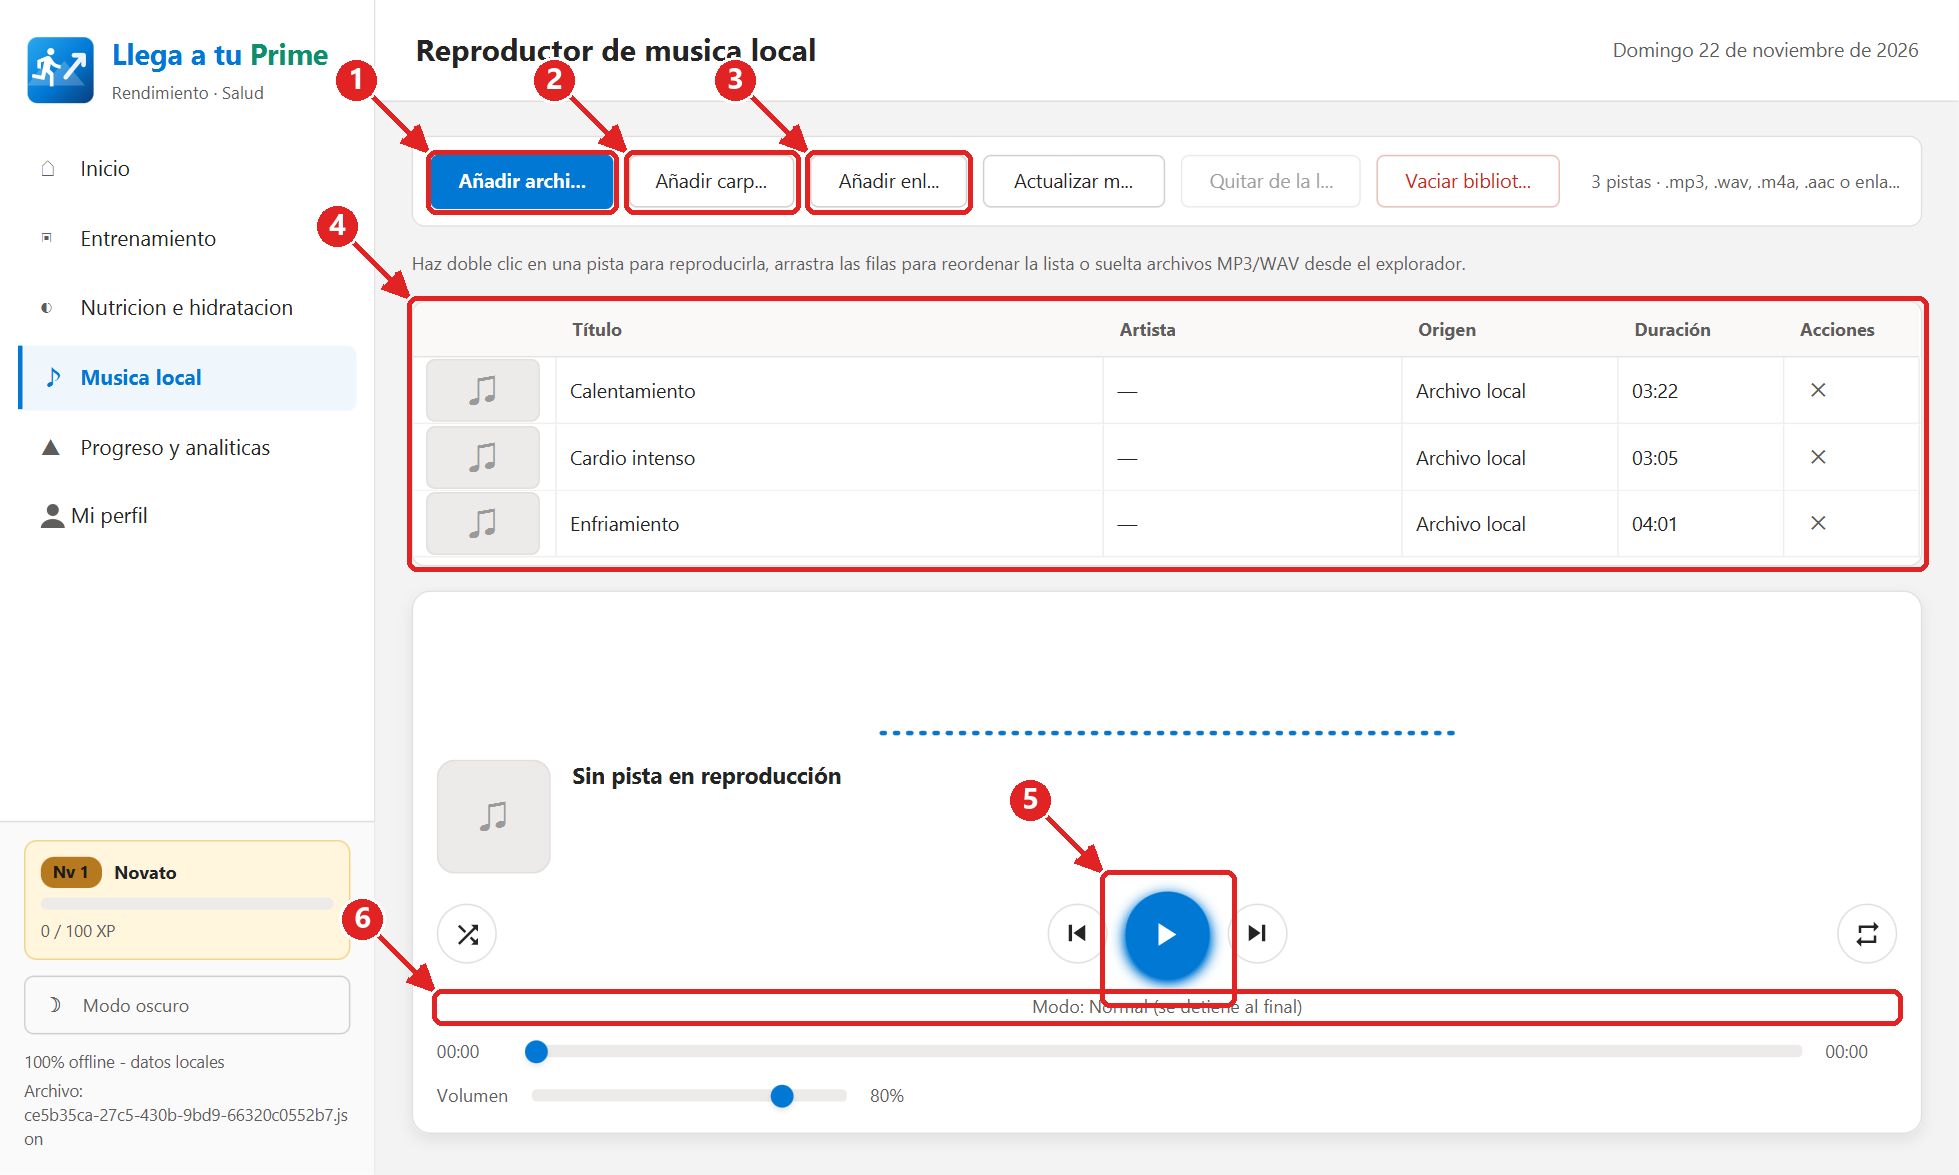 Llega a tu Prime
Rendimiento · Salud
Inicio
Entrenamiento
Nutricion e hidratacion
Musica local
Progreso y analiticas
Mi perfil
Nv 1 Novato
0 / 100 XP
Modo oscuro
100% offline - datos locales
Archivo:
ce5b35ca-27c5-430b-9bd9-66320c0552b7.js
on
Reproductor de musica local
Domingo 22 de noviembre de 2026
1
2
3
Añadir archi...
Añadir carp...
Añadir enl...
Actualizar m...
Quitar de la l...
Vaciar bibliot...
3 pistas · .mp3, .wav, .m4a, .aac o enla...
4
Haz doble clic en una pista para reproducirla, arrastra las filas para reordenar la lista o suelta archivos MP3/WAV desde el explorador.
Título Artista Origen Duración Acciones
Calentamiento — Archivo local 03:22
Cardio intenso — Archivo local 03:05
Enfriamiento — Archivo local 04:01
Sin pista en reproducción
5
6
Modo: Normal (se detiene al final)
00:00 00:00
Volumen 80%